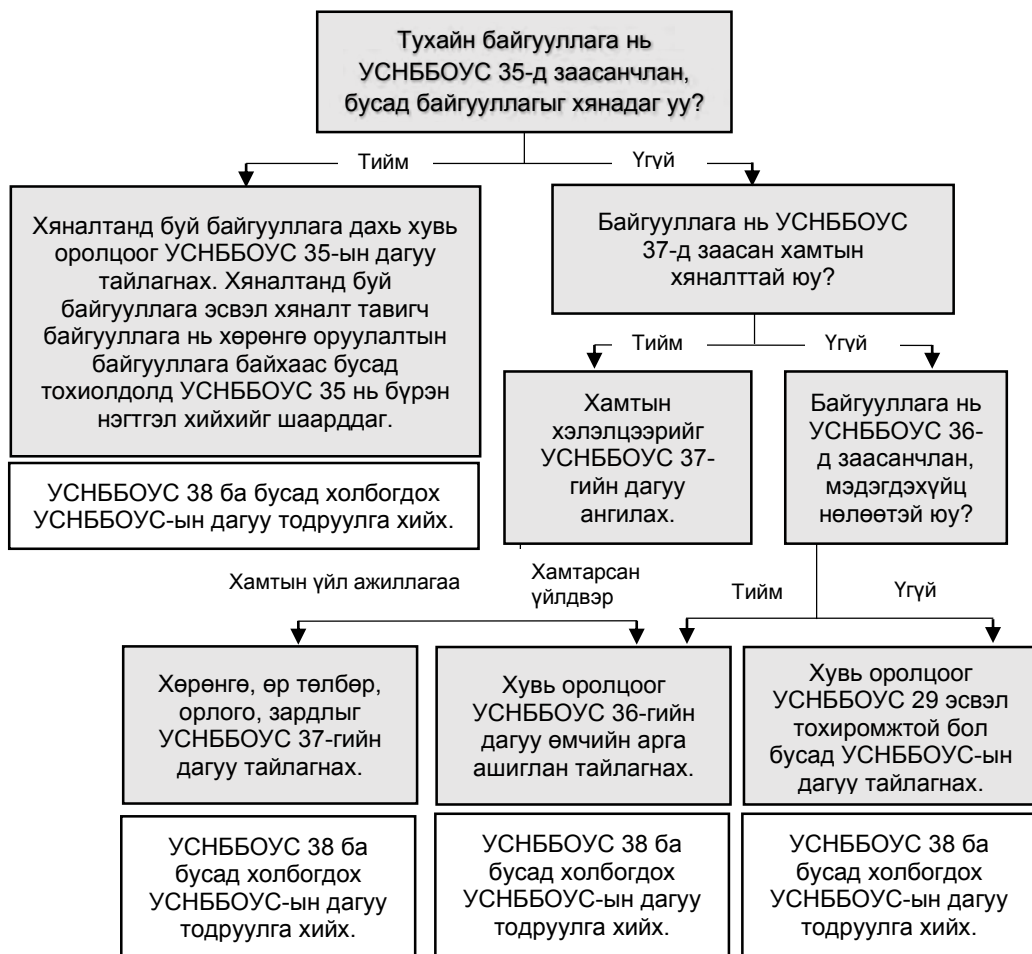 Тухайн байгууллага нь
УСНББОУС 35-д заасанчлан,
бусад байгууллагыг хянадаг уу?
Тийм
Үгүй
Хяналтанд буй байгууллага дахь хувь
оролцоог УСНББОУС 35-ын дагуу
тайлагнах. Хяналтанд буй
байгууллага эсвэл хяналт тавигч
байгууллага нь хөрөнгө оруулалтын
байгууллага байхаас бусад
тохиолдолд УСНББОУС 35 нь бүрэн
нэгтгэл хийхийг шаарддаг.
УСНББОУС 38 ба бусад холбогдох
УСНББОУС-ын дагуу тодруулга хийх.
Байгууллага нь УСНББОУС
37-д заасан хамтын
хяналттай юу?
Тийм
Үгүй
Хамтын
хэлэлцээрийг
УСНББОУС 37-
гийн дагуу
ангилах.
Байгууллага нь
УСНББОУС 36-
д заасанчлан,
мэдэгдэхүйц
нөлөөтэй юу?
Хамтын үйл ажиллагаа
Хамтарсан
үйлдвэр
Тийм
Үгүй
Хөрөнгө, өр төлбөр,
орлого, зардлыг
УСНББОУС 37-гийн
дагуу тайлагнах.
Хувь оролцоог
УСНББОУС 36-гийн
дагуу өмчийн арга
ашиглан тайлагнах.
Хувь оролцоог
УСНББОУС 29 эсвэл
тохиромжтой бол
бусад УСНББОУС-ын
дагуу тайлагнах.
УСНББОУС 38 ба
бусад холбогдох
УСНББОУС-ын дагуу
тодруулга хийх.
УСНББОУС 38 ба
бусад холбогдох
УСНББОУС-ын дагуу
тодруулга хийх.
УСНББОУС 38 ба
бусад холбогдох
УСНББОУС-ын дагуу
тодруулга хийх.